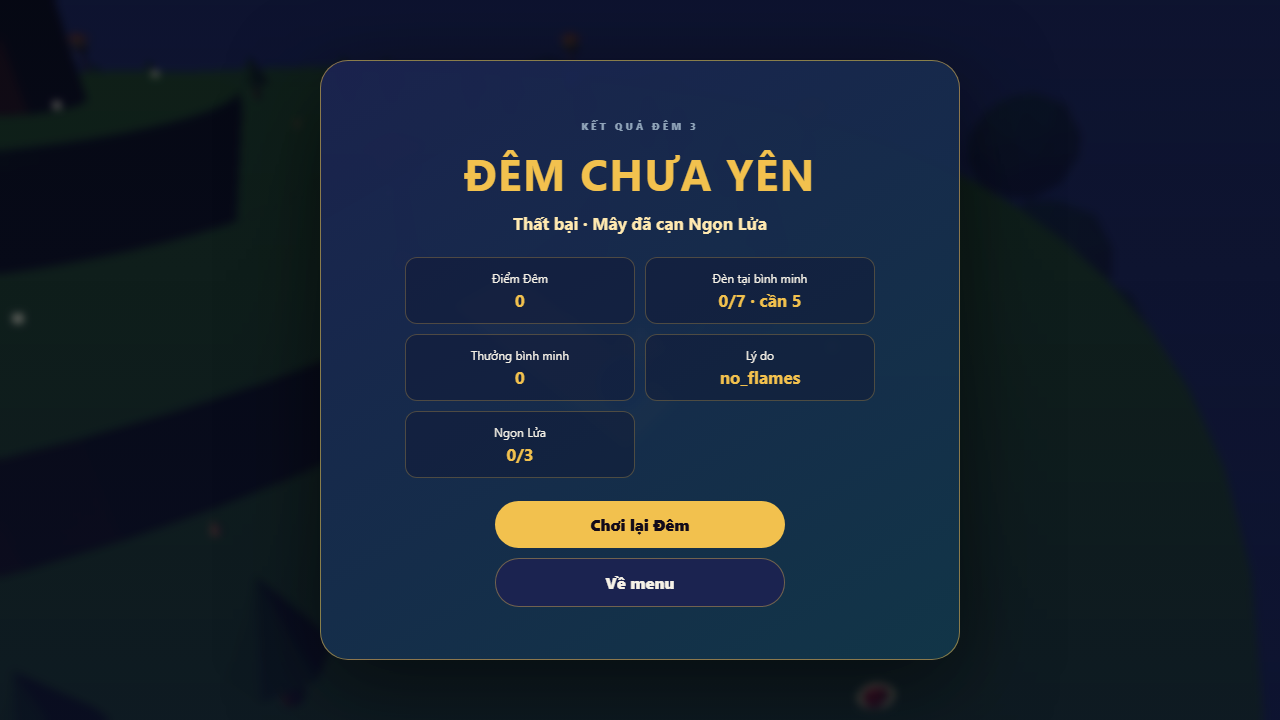 KẾT QUẢ ĐÊM 3
ĐÊM CHƯA YÊN
Thất bại · Mây đã cạn Ngọn Lửa
Điểm Đêm
0
Đèn tại bình minh
0/7 · cần 5
Thưởng bình minh
0
Lý do
no_flames
Ngọn Lửa
0/3
Chơi lại Đêm
Về menu